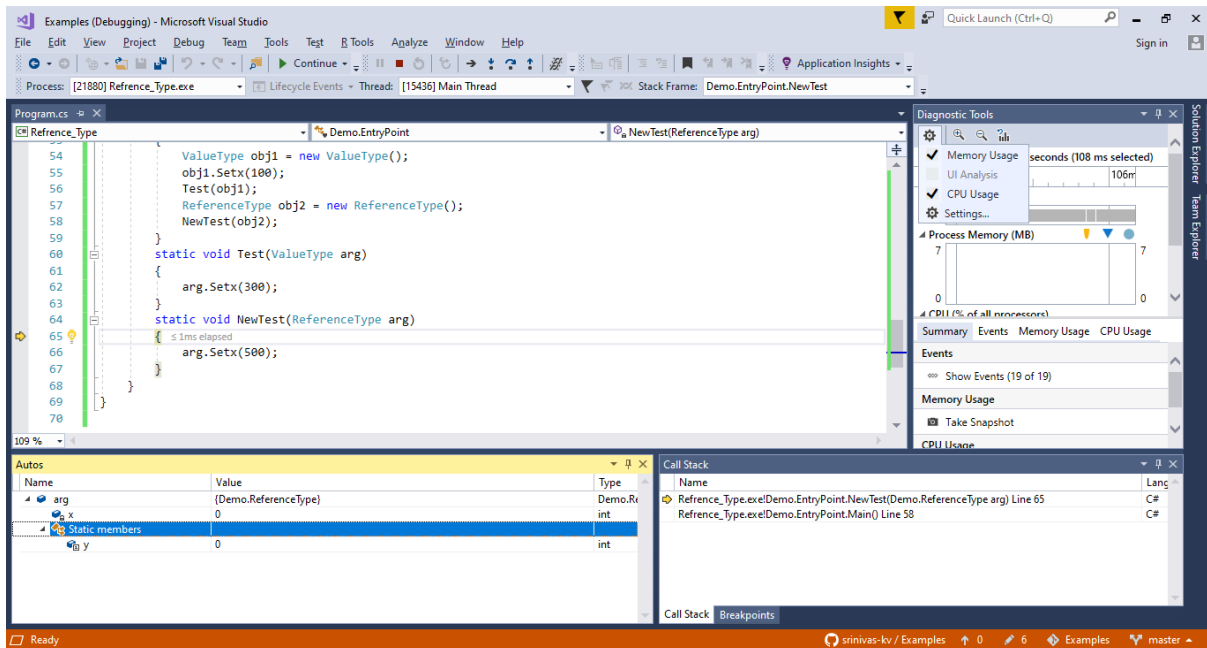 Examples (Debugging) - Microsoft Visual Studio
Quick Launch (Ctrl+Q)
File Edit View Project Debug Team Tools Test R Tools Analyze Window Help
Sign in
Continue
Application Insights
Process: [21880] Refrence_Type.exe Lifecycle Events Thread: [15436] Main Thread Stack Frame: Demo.EntryPoint.NewTest
Program.cs
C# Refrence_Type Demo.EntryPoint NewTest(ReferenceType arg)
54 ValueType obj1 = new ValueType();
55 obj1.Setx(100);
56 Test(obj1);
57 ReferenceType obj2 = new ReferenceType();
58 NewTest(obj2);
59 }
60 static void Test(ValueType arg)
61 {
62 arg.Setx(300);
63 }
64 static void NewTest(ReferenceType arg)
65 { ≤ 1ms elapsed
66 arg.Setx(500);
67 }
68 }
69 }
70
109 %
Diagnostic Tools
Memory Usage
seconds (108 ms selected)
UI Analysis
106m
CPU Usage
Settings...
Process Memory (MB)
7 7
0 0
CPU (% of all processors)
Summary Events Memory Usage CPU Usage
Events
Show Events (19 of 19)
Memory Usage
Take Snapshot
CPU Usage
Solution Explorer
Team Explorer
Autos
Name Value Type
arg {Demo.ReferenceType} Demo.Re
x 0 int
Static members
y 0 int
Call Stack
Name Lang
Refrence_Type.exe!Demo.EntryPoint.NewTest(Demo.ReferenceType arg) Line 65 C#
Refrence_Type.exe!Demo.EntryPoint.Main() Line 58 C#
Call Stack Breakpoints
Ready
srinivas-kv / Examples 0 6 Examples master